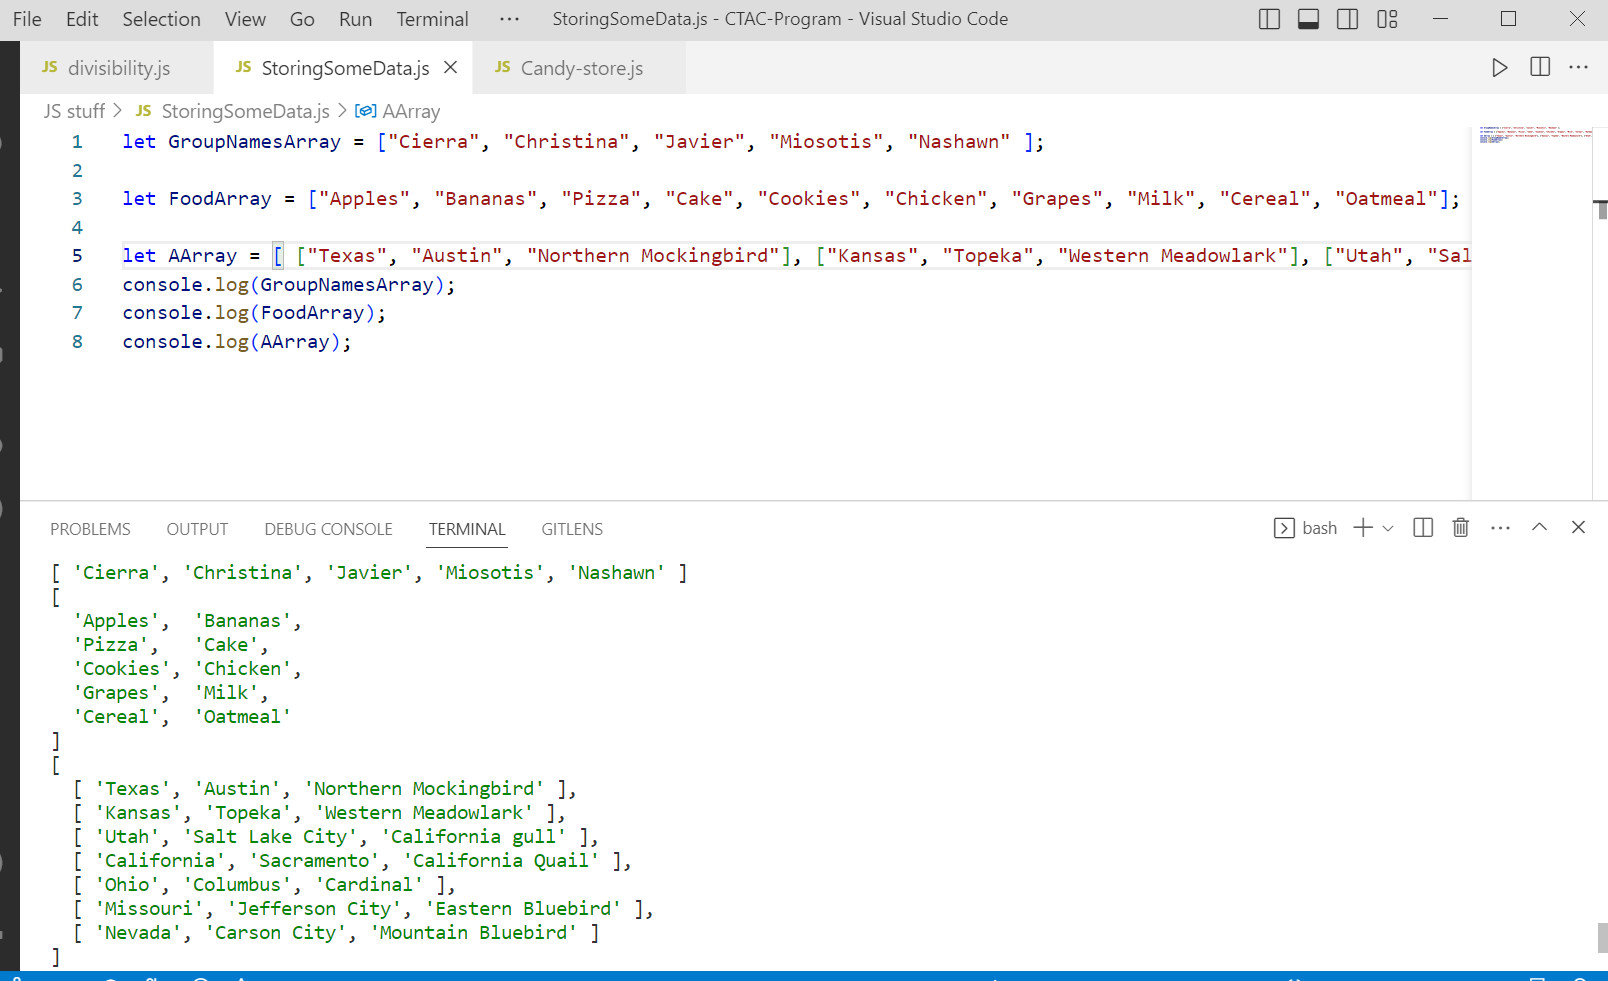 File Edit Selection View Go Run Terminal ··· StoringSomeData.js - CTAC-Program - Visual Studio Code
JS divisibility.js JS StoringSomeData.js JS Candy-store.js
JS stuff > JS StoringSomeData.js > AArray
1 let GroupNamesArray = ["Cierra", "Christina", "Javier", "Miosotis", "Nashawn" ];
2
3 let FoodArray = ["Apples", "Bananas", "Pizza", "Cake", "Cookies", "Chicken", "Grapes", "Milk", "Cereal", "Oatmeal"];
4
5 let AArray = [ ["Texas", "Austin", "Northern Mockingbird"], ["Kansas", "Topeka", "Western Meadowlark"], ["Utah", "Sal
6 console.log(GroupNamesArray);
7 console.log(FoodArray);
8 console.log(AArray);
PROBLEMS OUTPUT DEBUG CONSOLE TERMINAL GITLENS bash
[ 'Cierra', 'Christina', 'Javier', 'Miosotis', 'Nashawn' ]
[
'Apples', 'Bananas',
'Pizza', 'Cake',
'Cookies', 'Chicken',
'Grapes', 'Milk',
'Cereal', 'Oatmeal'
]
[
[ 'Texas', 'Austin', 'Northern Mockingbird' ],
[ 'Kansas', 'Topeka', 'Western Meadowlark' ],
[ 'Utah', 'Salt Lake City', 'California gull' ],
[ 'California', 'Sacramento', 'California Quail' ],
[ 'Ohio', 'Columbus', 'Cardinal' ],
[ 'Missouri', 'Jefferson City', 'Eastern Bluebird' ],
[ 'Nevada', 'Carson City', 'Mountain Bluebird' ]
]